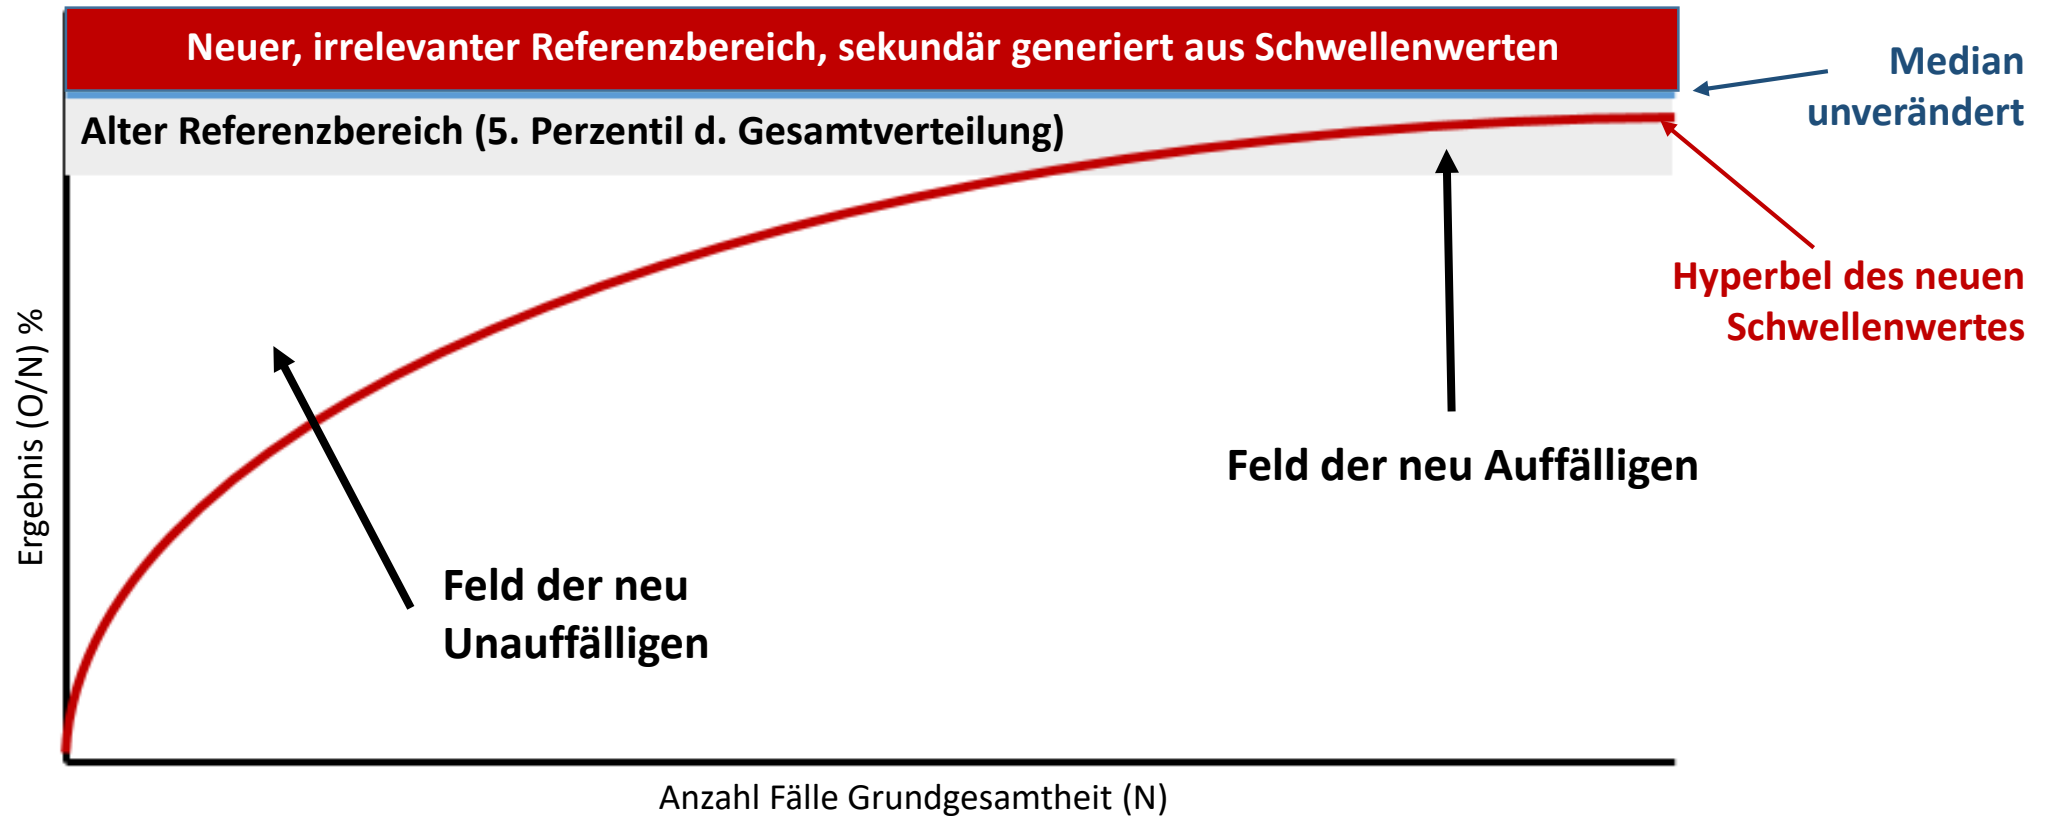 Neuer, irrelevanter Referenzbereich, sekundär generiert aus Schwellenwerten
Median
unverändert
Alter Referenzbereich (5. Perzentil d. Gesamtverteilung)
Hyperbel des neuen
Schwellenwertes
Ergebnis (O/N) %
Feld der neu Auffälligen
Feld der neu
Unauffälligen
Anzahl Fälle Grundgesamtheit (N)